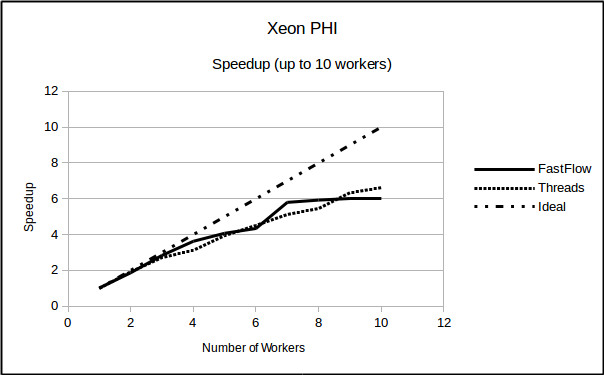 Xeon PHI
Speedup (up to 10 workers)
12
10
8
6
4
2
0
Speedup
0 2 4 6 8 10 12
Number of Workers
FastFlow
Threads
Ideal